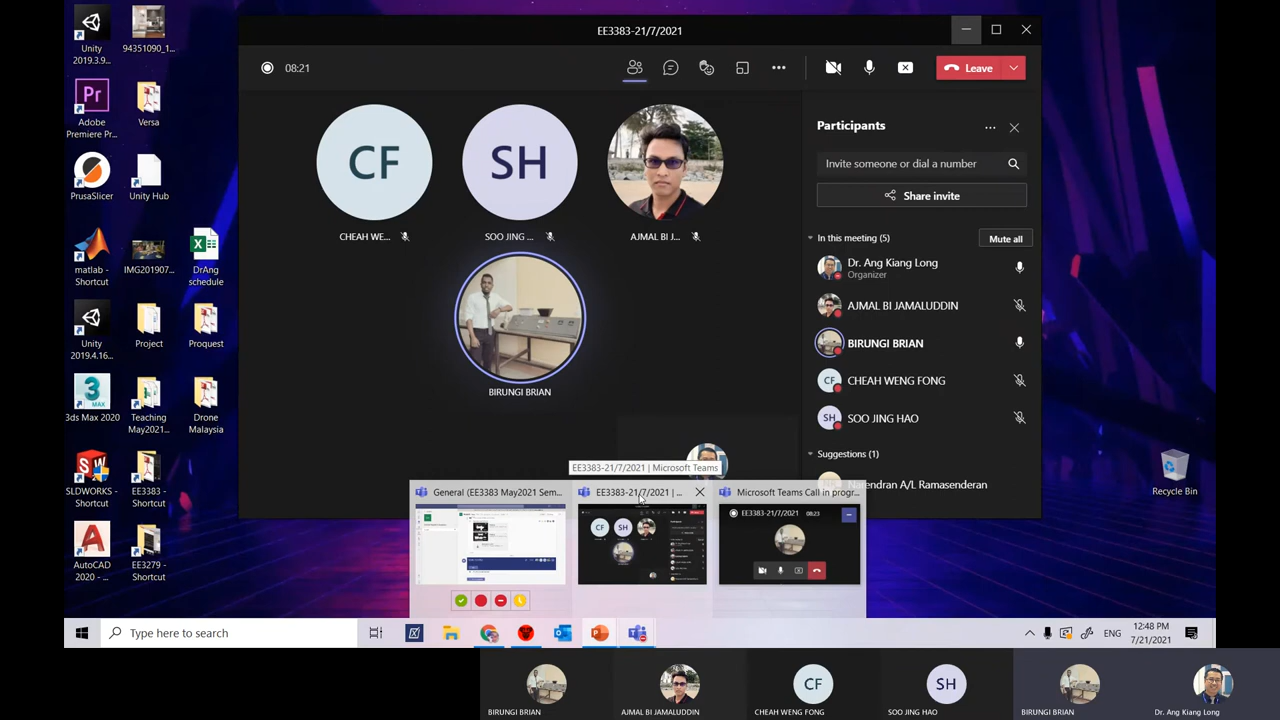 Unity
2019.3.9...
94351090_1...
Adobe
Premiere Pr...
Versa
PrusaSlicer
Unity Hub
matlab -
Shortcut
IMG201907...
DrAng
schedule
Unity
2019.4.16...
Project
Proquest
3ds Max 2020
Teaching
May2021...
Drone
Malaysia
SLDWORKS -
Shortcut
EE3383 -
Shortcut
AutoCAD
2020 - ...
EE3279 -
Shortcut
Recycle Bin
EE3383-21/7/2021
08:21
Leave
CF
SH
CHEAH WE...
SOO JING ...
AJMAL BI J...
BIRUNGI BRIAN
Participants
Invite someone or dial a number
Share invite
In this meeting (5)
Mute all
Dr. Ang Kiang Long
Organizer
AJMAL BI JAMALUDDIN
BIRUNGI BRIAN
CF
CHEAH WENG FONG
SH
SOO JING HAO
Suggestions (1)
Narendran A/L Ramasenderan
EE3383-21/7/2021 | Microsoft Teams
General (EE3383 May2021 Sem...
EE3383-21/7/2021 | ...
Microsoft Teams Call in progr...
CF
SH
EE3383-21/7/2021
08:23
Type here to search
ENG
12:48 PM
7/21/2021
BIRUNGI BRIAN
AJMAL BI JAMALUDDIN
CF
CHEAH WENG FONG
SH
SOO JING HAO
BIRUNGI BRIAN
Dr. Ang Kiang Long